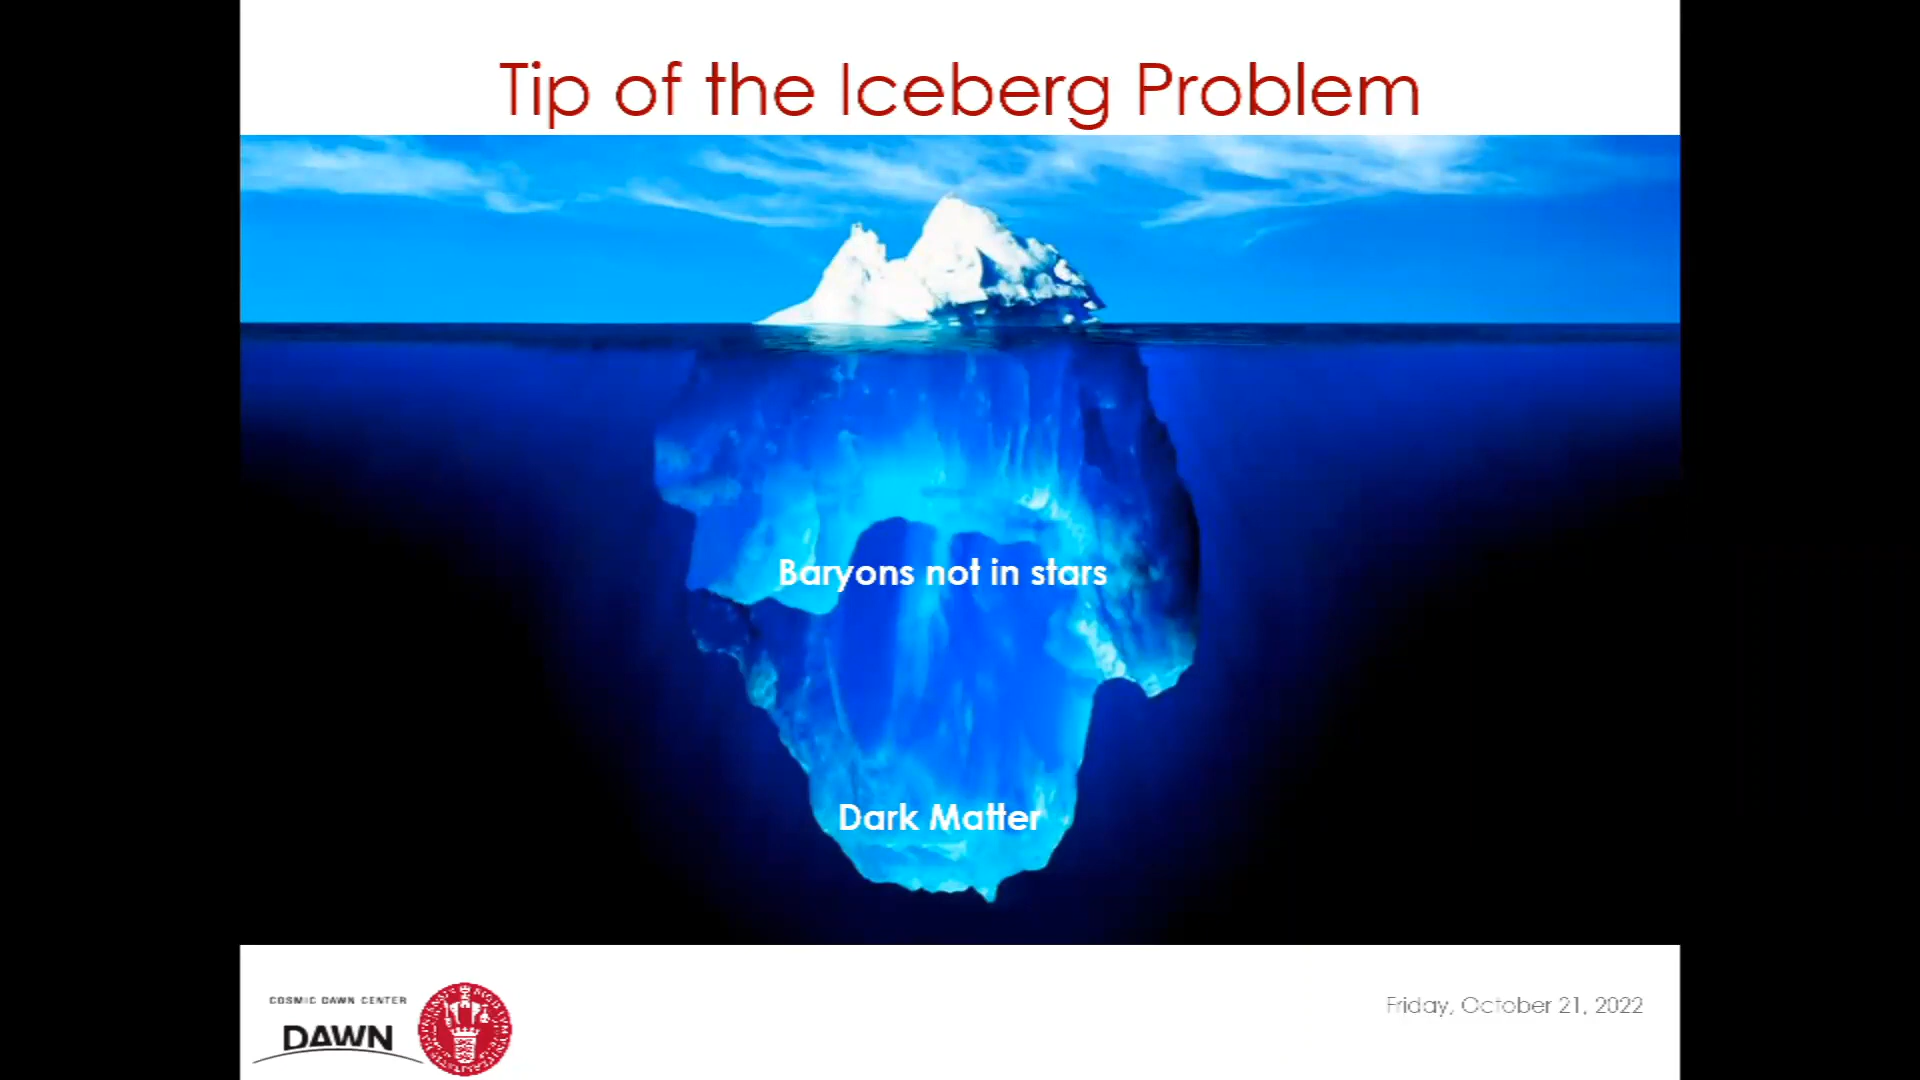 Tip of the Iceberg Problem
Baryons not in stars
Dark Matter
COSMIC DAWN CENTER
DAWN
Friday, October 21, 2022